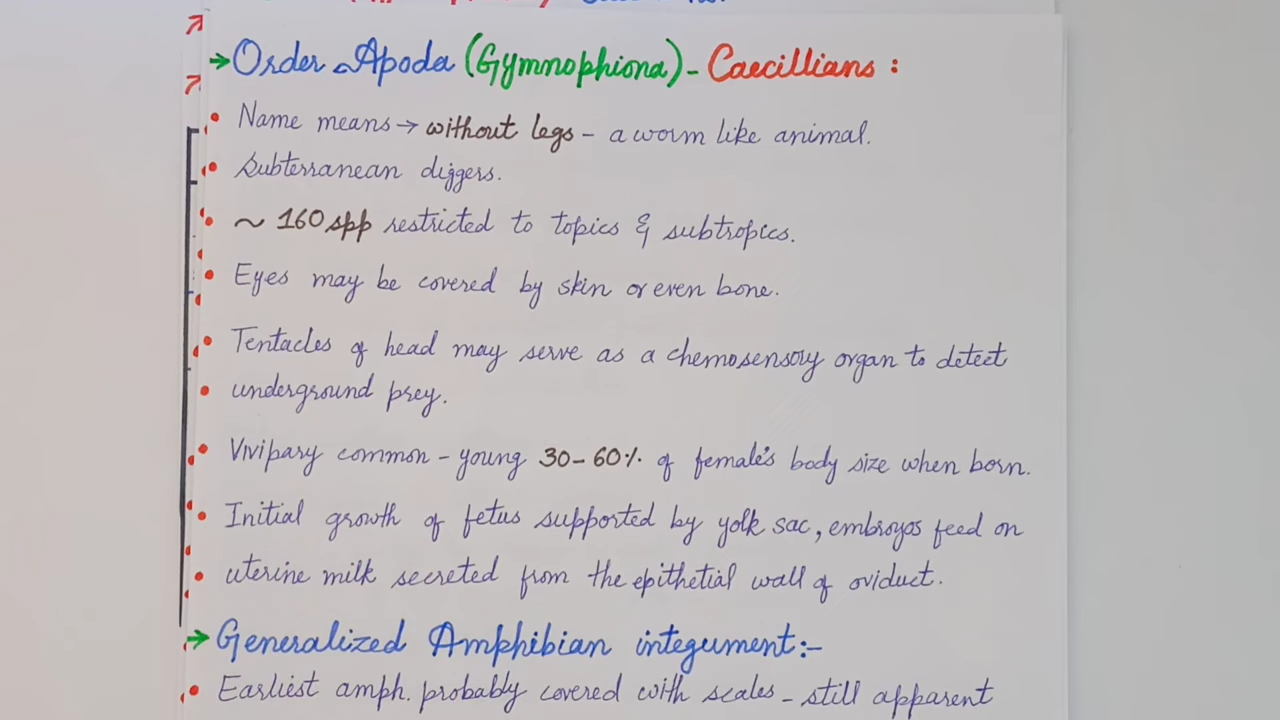 → Order Apoda (Gymnophiona) - Caecillians :
• Name means → without legs - a worm like animal.
• Subterranean diggers.
• ~ 160 spp restricted to topics & subtropics.
• Eyes may be covered by skin or even bone.
• Tentacles of head may serve as a chemosensory organ to detect
• underground prey.
• Vivipary common - young 30-60% of female's body size when born.
• Initial growth of fetus supported by yolk sac, embroyos feed on
• uterine milk secreted from the epithetial wall of oviduct.
→ Generalized Amphibian integument:-
• Earliest amph. probably covered with scales - still apparent